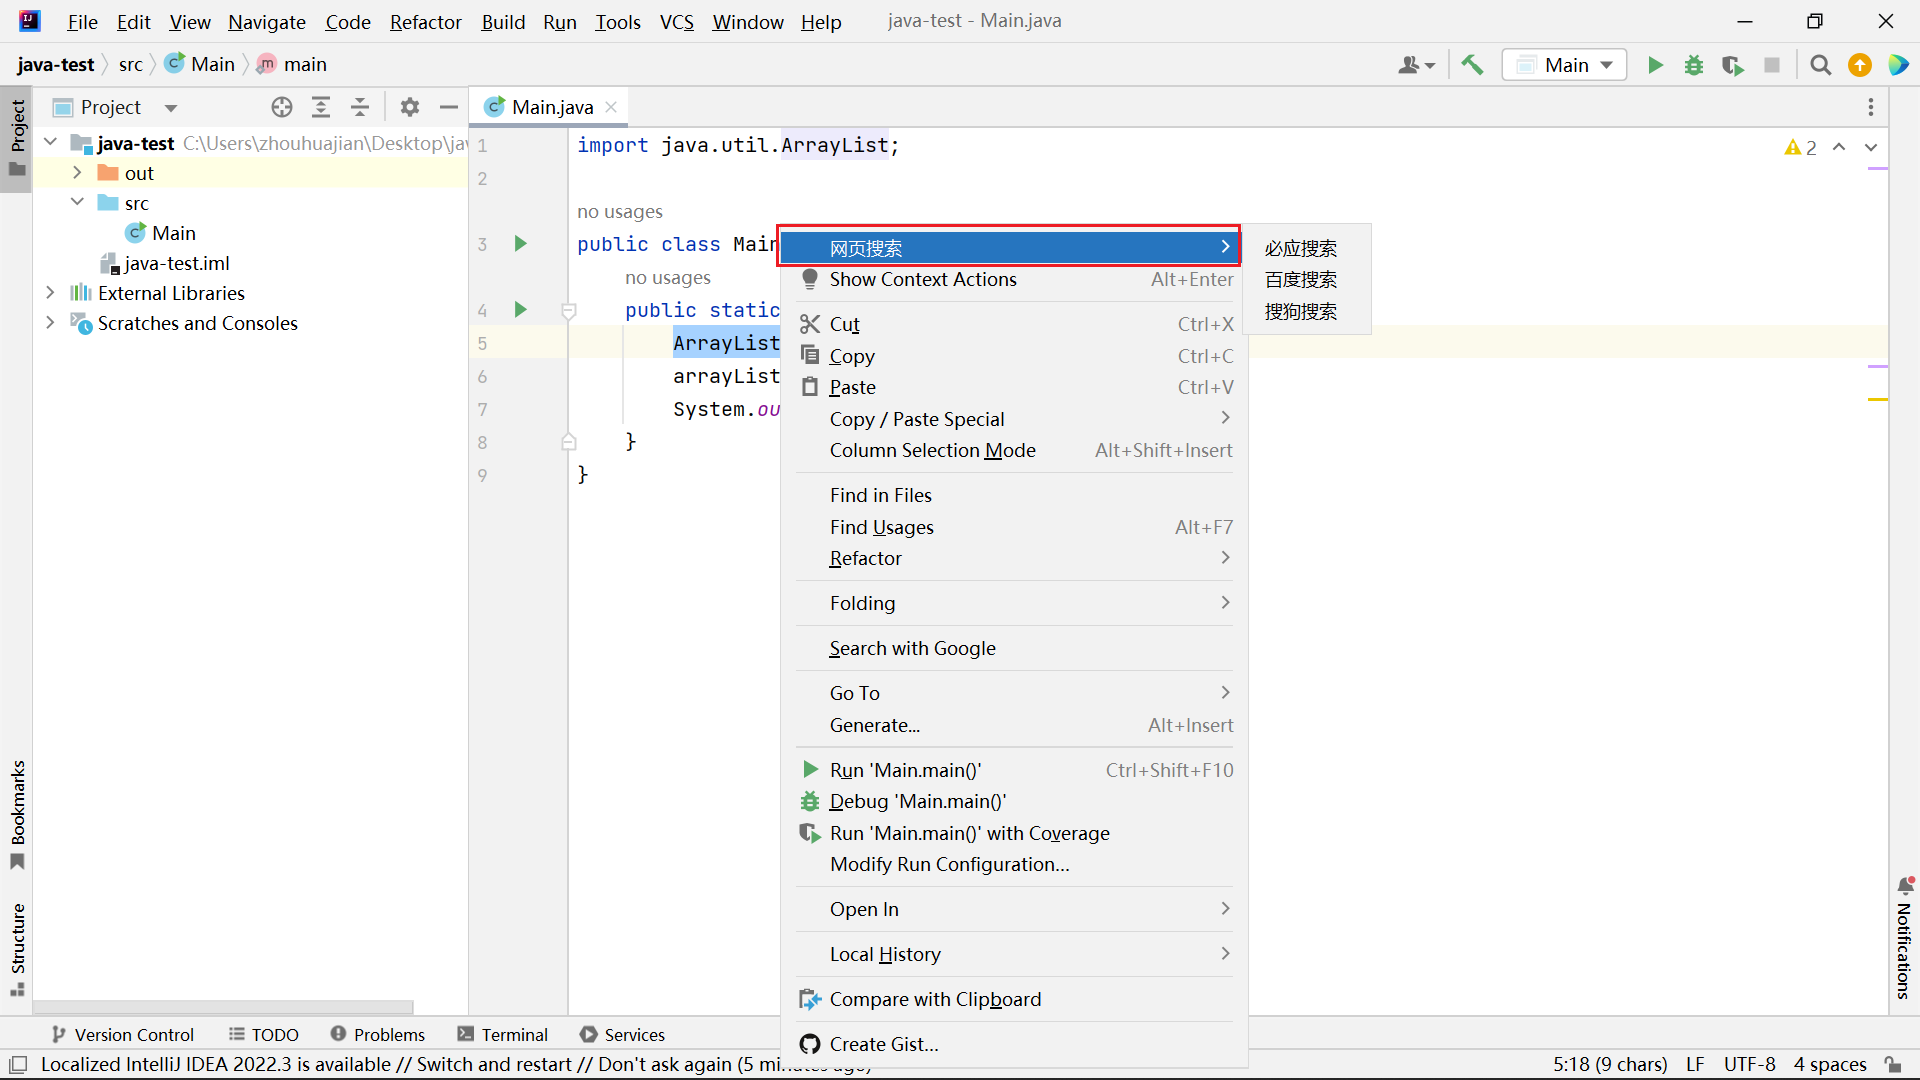 File Edit View Navigate Code Refactor Build Run Tools VCS Window Help java-test - Main.java
java-test src Main main
Main
Project
Main.java
java-test C:\Users\zhouhuajian\Desktop\jav
out
src
Main
java-test.iml
External Libraries
Scratches and Consoles
Project
Bookmarks
Structure
1 import java.util.ArrayList;
2
no usages
3 public class Main
no usages
4 public static
5 ArrayList
6 arrayList
7 System.ou
8 }
9 }
2
网页搜索
Show Context Actions Alt+Enter
Cut Ctrl+X
Copy Ctrl+C
Paste Ctrl+V
Copy / Paste Special
Column Selection Mode Alt+Shift+Insert
Find in Files
Find Usages Alt+F7
Refactor
Folding
Search with Google
Go To
Generate... Alt+Insert
Run 'Main.main()' Ctrl+Shift+F10
Debug 'Main.main()'
Run 'Main.main()' with Coverage
Modify Run Configuration...
Open In
Local History
Compare with Clipboard
Create Gist...
必应搜索
百度搜索
搜狗搜索
Notifications
Version Control TODO Problems Terminal Services
Localized IntelliJ IDEA 2022.3 is available // Switch and restart // Don't ask again (5 minutes ago)
5:18 (9 chars) LF UTF-8 4 spaces